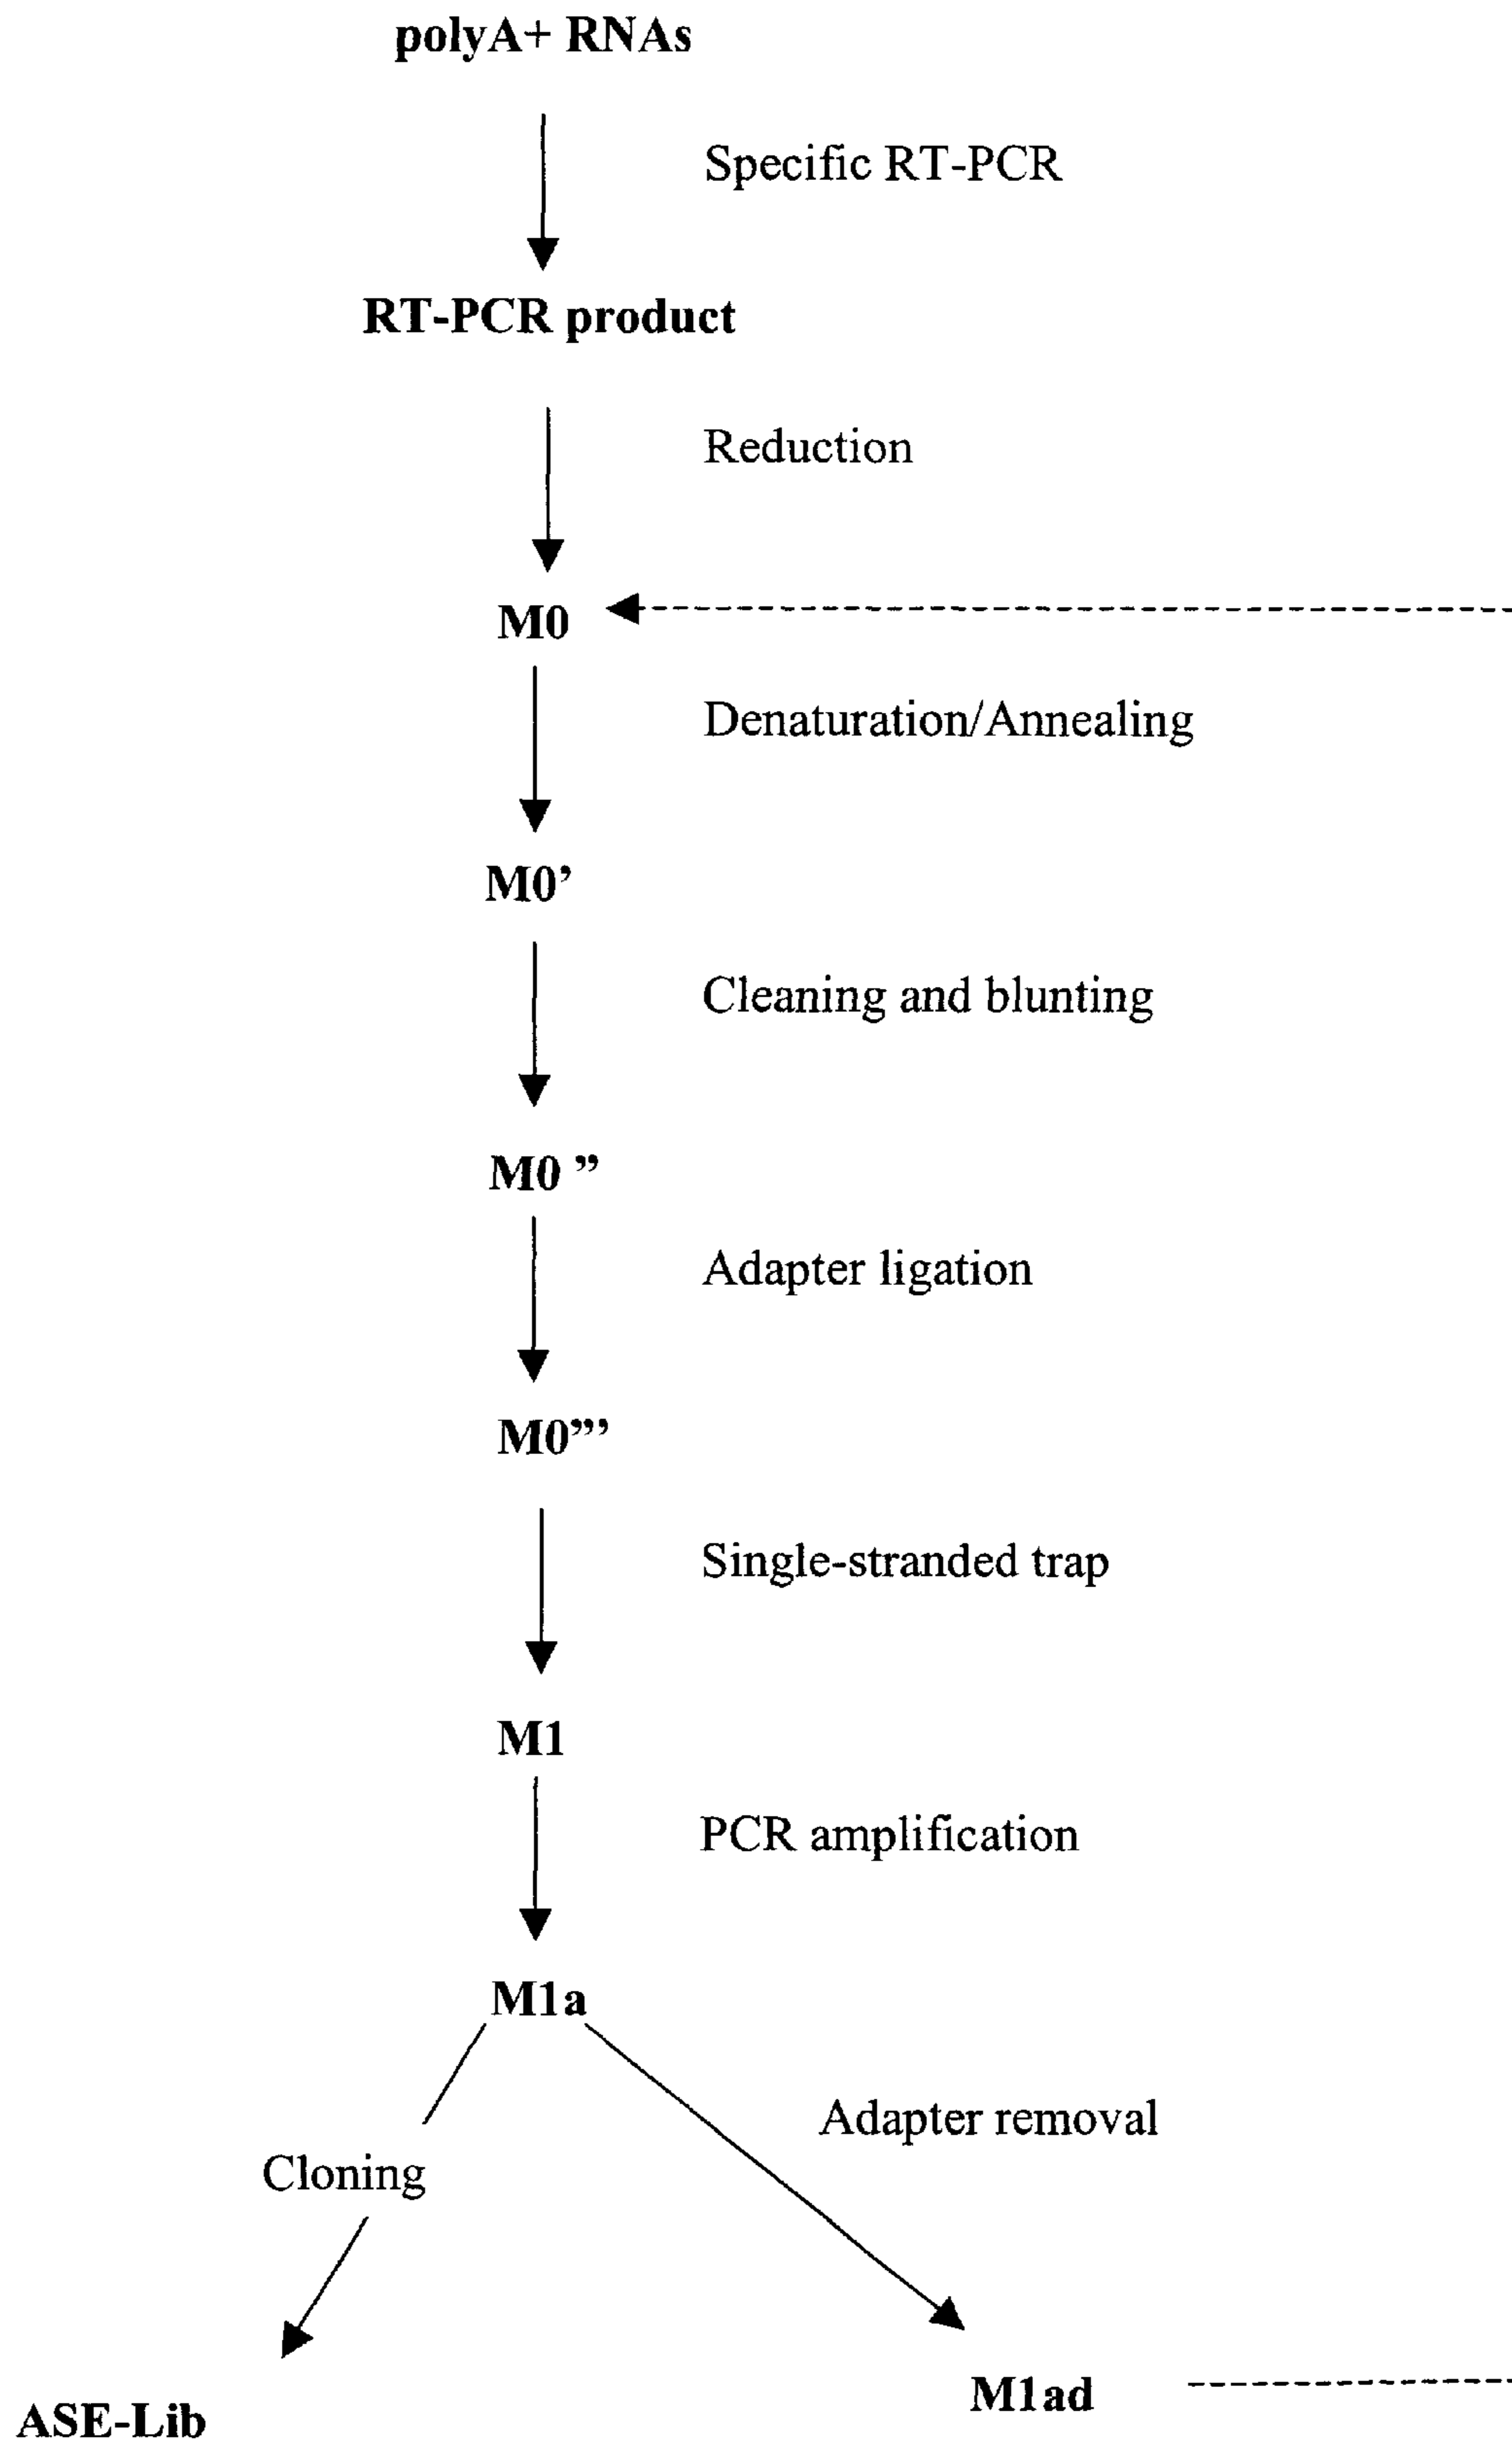 polyA+ RNAs
Specific RT-PCR
RT-PCR product
Reduction
M0
Denaturation/Annealing
M0’
Cleaning and blunting
M0 ”
Adapter ligation
M0”’
Single-stranded trap
M1
PCR amplification
M1a
Adapter removal
Cloning
M1ad
ASE-Lib